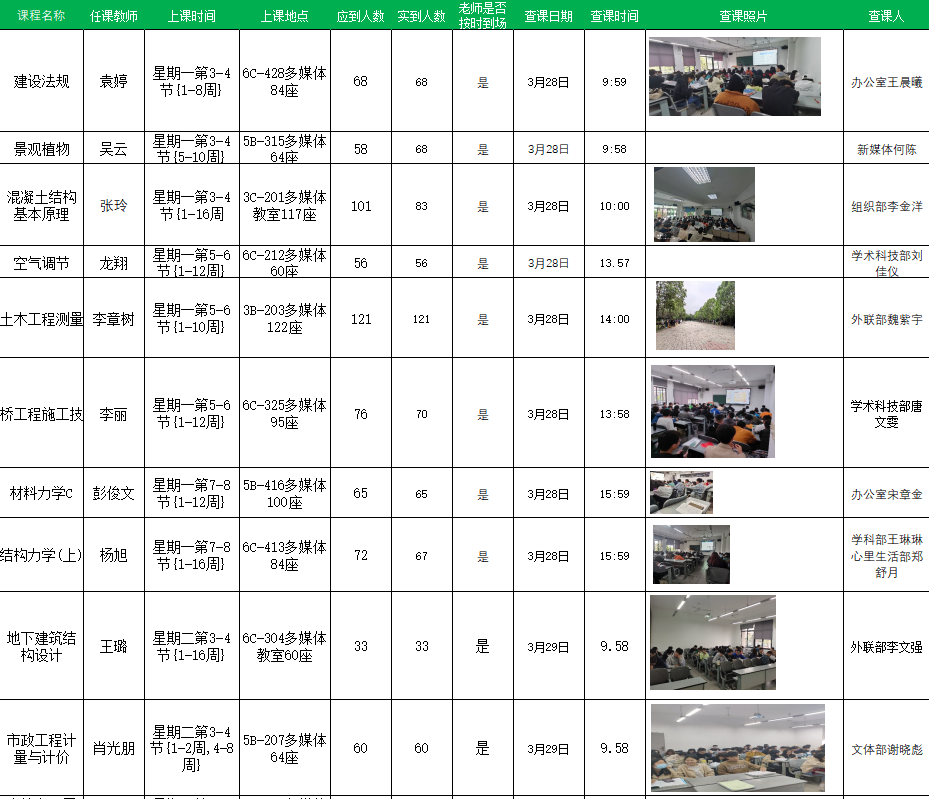 课程名称 任课教师 上课时间 上课地点 应到人数 实到人数 老师是否 查课日期 查课时间 查课照片 查课人
按时到场
建设法规 袁婷 星期一第3-4 6C-428多媒体 68 68 是 3月28日 9:59 办公室王晨曦
节{1-8周} 84座
景观植物 吴云 星期一第3-4 5B-315多媒体 58 68 是 3月28日 9:58 新媒体何陈
节{5-10周} 64座
混凝土结构 张玲 星期一第3-4 3C-201多媒体 101 83 是 3月28日 10:00 组织部李金洋
基本原理 节{1-16周 教室117座
空气调节 龙翔 星期一第5-6 6C-212多媒体 56 56 是 3月28日 13.57 学术科技部刘
节{1-12周} 60座 佳仪
土木工程测量 李章树 星期一第5-6 3B-203多媒体 121 121 是 3月28日 14:00 外联部魏紫宇
节{1-10周} 122座
桥工程施工技 李丽 星期一第5-6 6C-325多媒体 76 70 是 3月28日 13:58 学术科技部唐
节{1-12周} 95座 文雯
材料力学C 彭俊文 星期一第7-8 5B-416多媒体 65 65 是 3月28日 15:59 办公室宋章金
节{1-12周} 100座
结构力学(上) 杨旭 星期一第7-8 6C-413多媒体 72 67 是 3月28日 15:59 学科部王琳琳
节{1-16周} 84座 心里生活部郑
舒月
地下建筑结 王璐 星期二第3-4 6C-304多媒体 33 33 是 3月29日 9.58 外联部李文强
构设计 节{1-16周} 教室60座
市政工程计 肖光朋 星期二第3-4 5B-207多媒体 60 60 是 3月29日 9.58 文体部谢晓彪
量与计价 节{1-2周,4-8 64座
周}